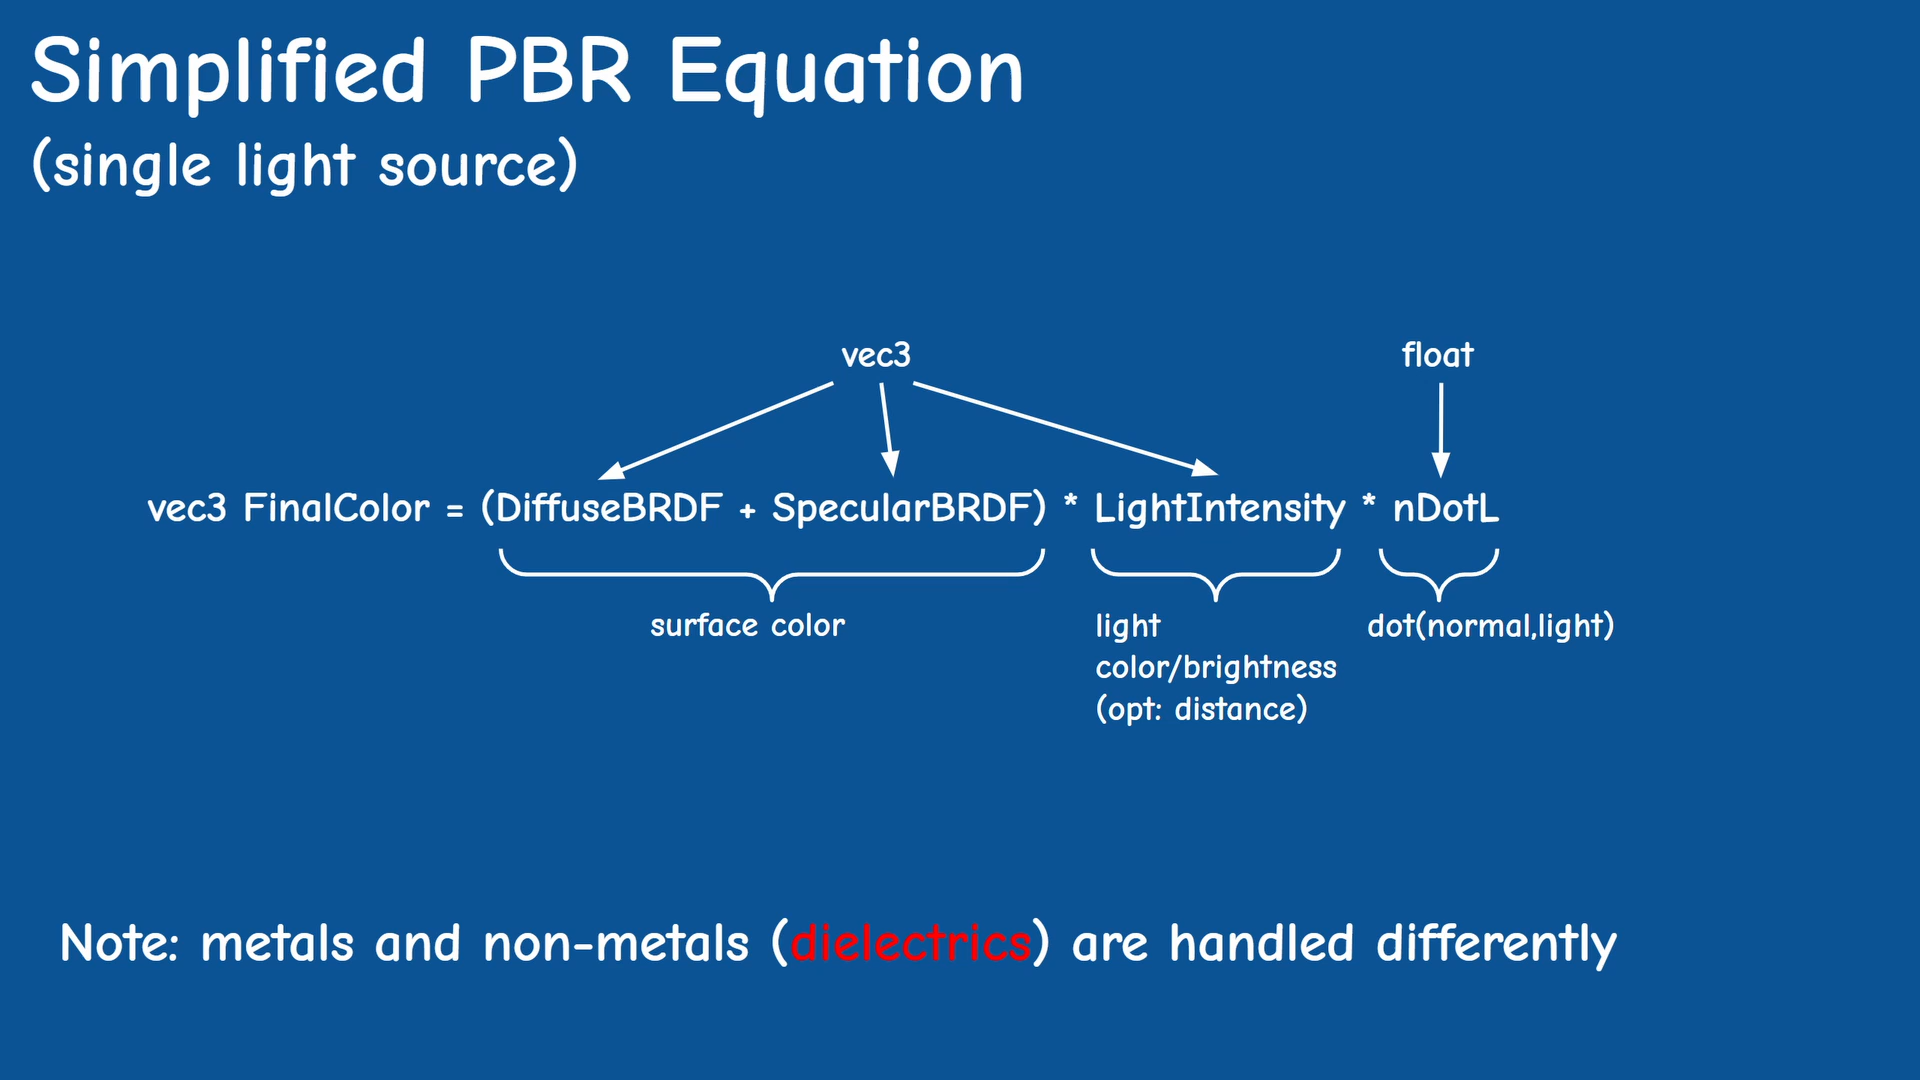 Simplified PBR Equation
(single light source)
vec3 float
vec3 FinalColor = (DiffuseBRDF + SpecularBRDF) * LightIntensity * nDotL
surface color
light
color/brightness
(opt: distance)
dot(normal,light)
Note: metals and non-metals (dielectrics) are handled differently